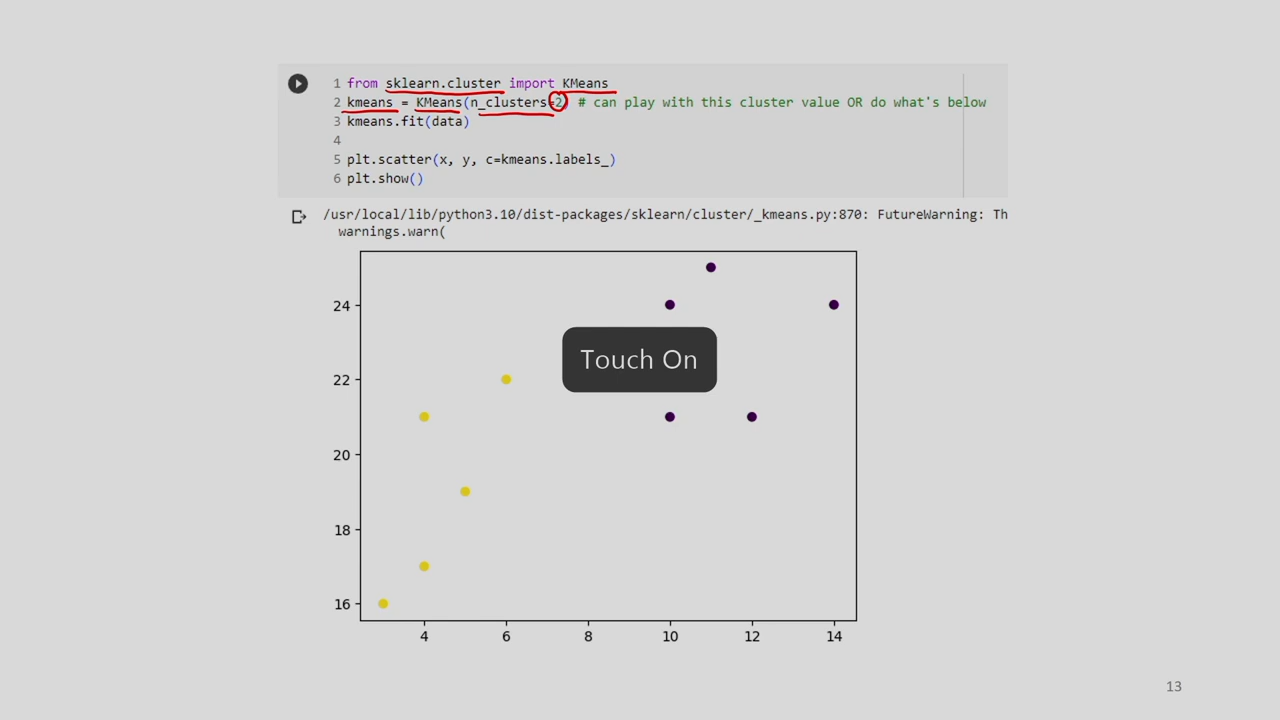 1 from sklearn.cluster import KMeans
2 kmeans = KMeans(n_clusters=2) # can play with this cluster value OR do what's below
3 kmeans.fit(data)
4
5 plt.scatter(x, y, c=kmeans.labels_)
6 plt.show()
/usr/local/lib/python3.10/dist-packages/sklearn/cluster/_kmeans.py:870: FutureWarning: Th
warnings.warn(
24
Touch On
22
20
18
16
4 6 8 10 12 14
13